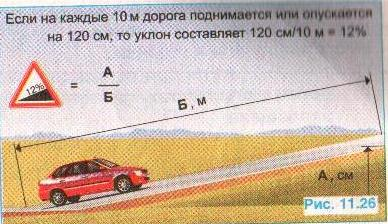 Если на каждые 10 м дорога поднимается или опускается
на 120 см, то уклон составляет 120 см/10 м = 12%
12%
=
А
Б
Б, м
А, см
Рис. 11.26